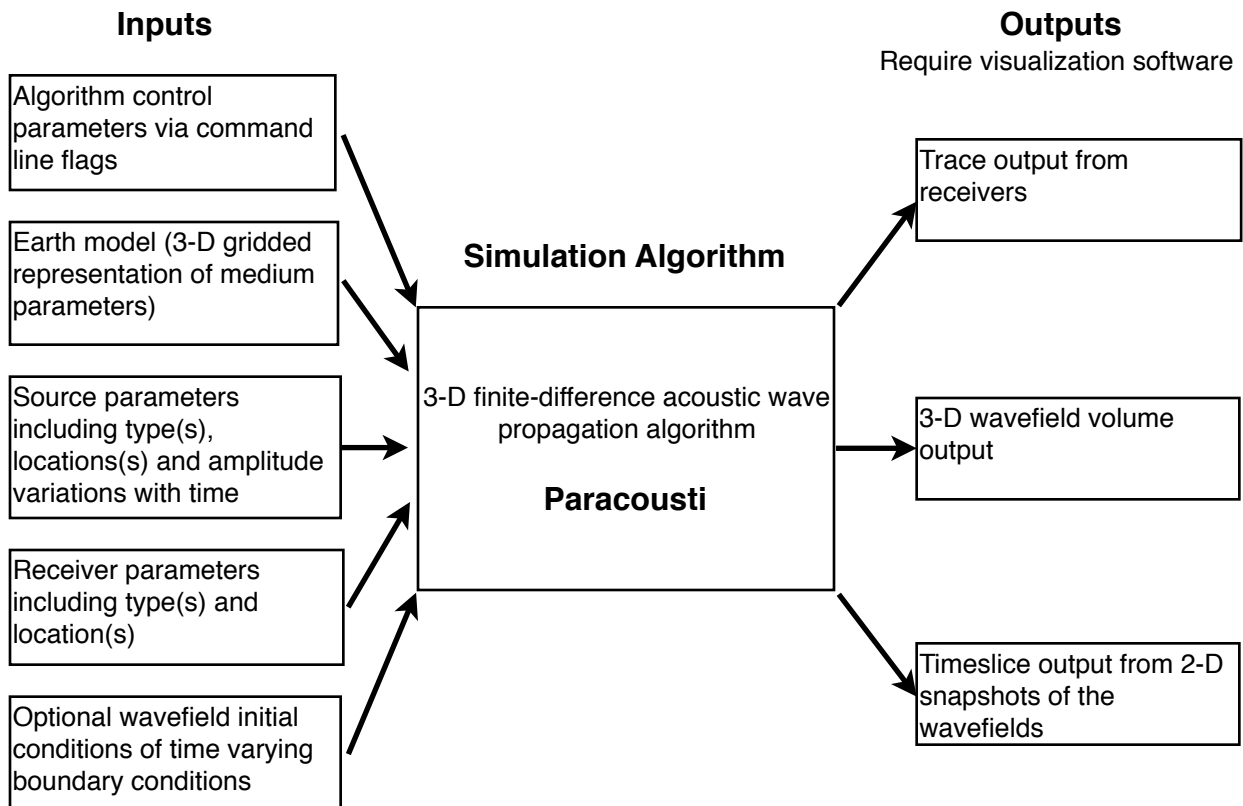 Inputs
Algorithm control
parameters via command
line flags
Earth model (3-D gridded
representation of medium
parameters)
Source parameters
including type(s),
locations(s) and amplitude
variations with time
Receiver parameters
including type(s) and
location(s)
Optional wavefield initial
conditions of time varying
boundary conditions
Simulation Algorithm
3-D finite-difference acoustic wave
propagation algorithm
Paracousti
Outputs
Require visualization software
Trace output from
receivers
3-D wavefield volume
output
Timeslice output from 2-D
snapshots of the
wavefields